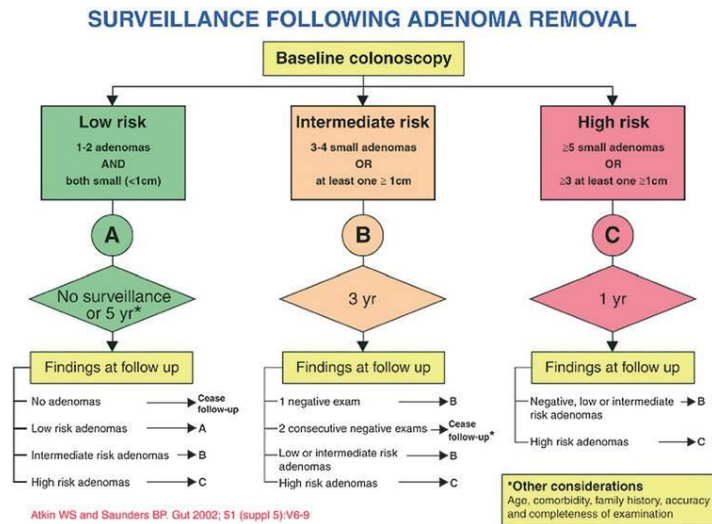 SURVEILLANCE FOLLOWING ADENOMA REMOVAL
Baseline colonoscopy
Low risk
1-2 adenomas
AND
both small (<1cm)
A
No surveillance
or 5 yr*
Findings at follow up
No adenomas
Cease
follow-up
Low risk adenomas
A
Intermediate risk adenomas
B
High risk adenomas
C
Intermediate risk
3-4 small adenomas
OR
at least one ≥ 1cm
B
3 yr
Findings at follow up
1 negative exam
B
2 consecutive negative exams
Cease
follow-up*
Low or intermediate risk
adenomas
B
High risk adenomas
C
High risk
≥5 small adenomas
OR
≥3 at least one ≥1cm
C
1 yr
Findings at follow up
Negative, low or intermediate
risk adenomas
B
High risk adenomas
C
*Other considerations
Age, comorbidity, family history, accuracy
and completeness of examination
Atkin WS and Saunders BP. Gut 2002; 51 (suppl 5):V6-9